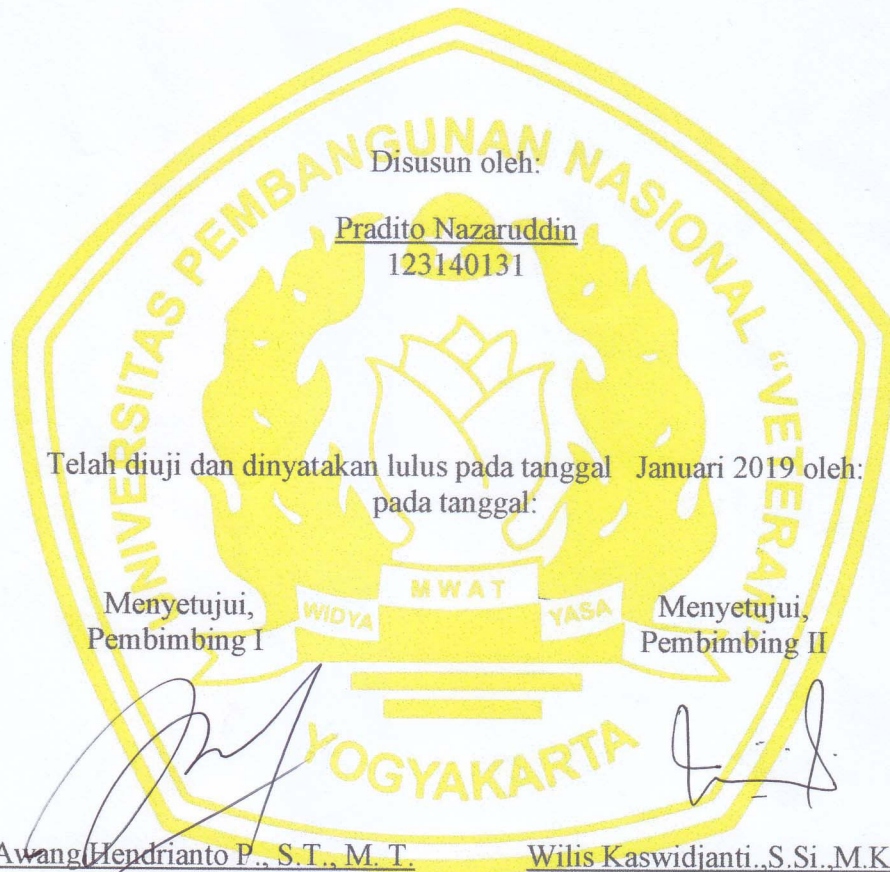 UNIVERSITAS PEMBANGUNAN NASIONAL "VETERAN"
Disusun oleh:
Pradito Nazaruddin
123140131
Telah diuji dan dinyatakan lulus pada tanggal Januari 2019 oleh:
pada tanggal:
Menyetujui,
Pembimbing I
Menyetujui,
Pembimbing II
WIDYA MWAT YASA
YOGYAKARTA
Awang Hendrianto P., S.T., M. T.
Wilis Kaswidjanti.,S.Si.,M.K